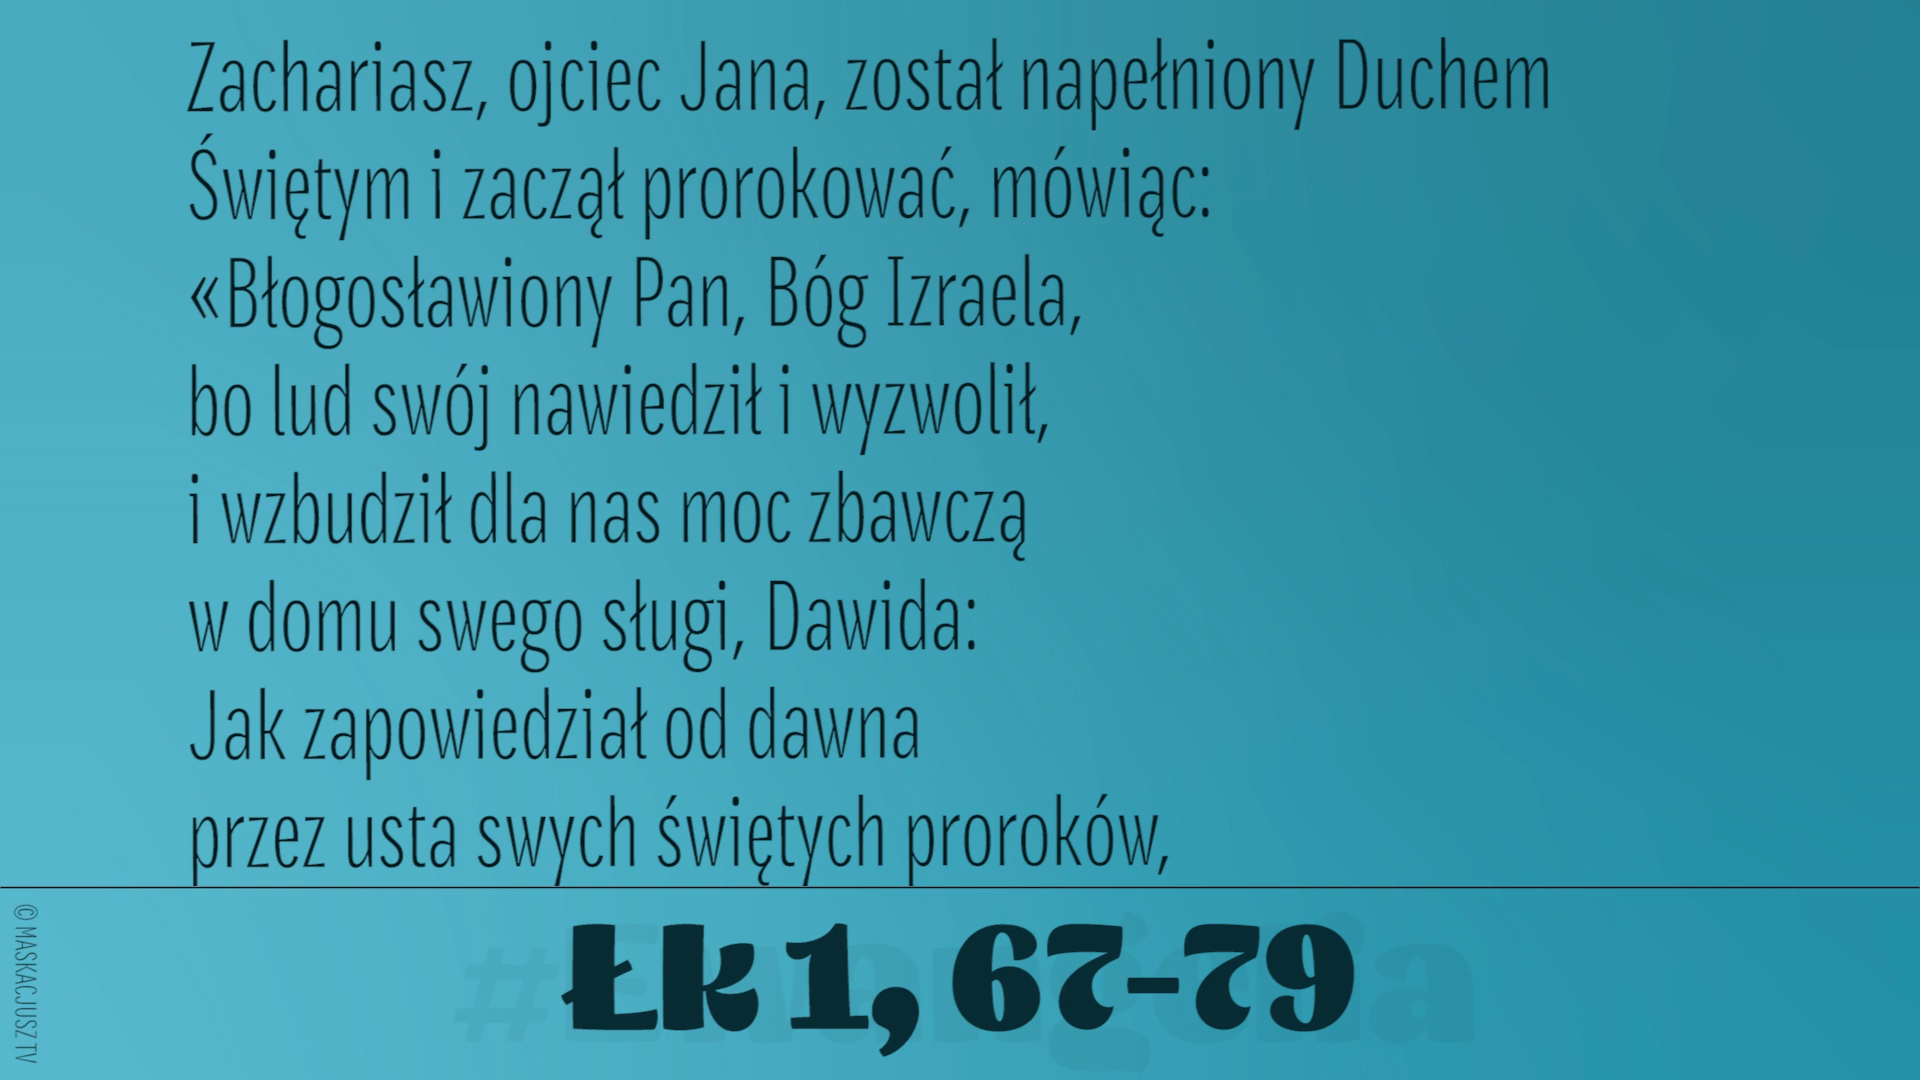 Zachariasz, ojciec Jana, został napełniony Duchem
Świętym i zaczął prorokować, mówiąc:
«Błogosławiony Pan, Bóg Izraela,
bo lud swój nawiedził i wyzwolił,
i wzbudził dla nas moc zbawczą
w domu swego sługi, Dawida:
Jak zapowiedział od dawna
przez usta swych świętych proroków,
#Ewangelia
Łk 1, 67–79
© MASKACJUSZ TV